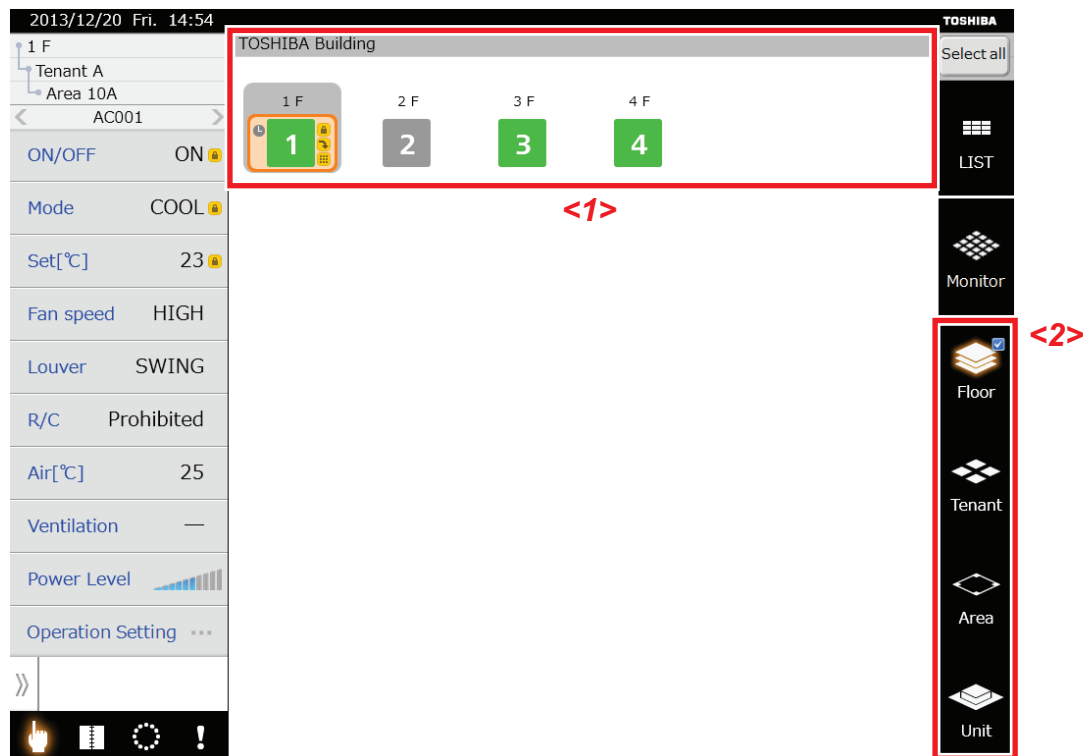 2013/12/20 Fri. 14:54
TOSHIBA
1 F
Tenant A
Area 10A
AC001
ON/OFF ON
Mode COOL
Set[℃] 23
Fan speed HIGH
Louver SWING
R/C Prohibited
Air[℃] 25
Ventilation —
Power Level
Operation Setting ...
TOSHIBA Building
1 F 2 F 3 F 4 F
1 2 3 4
<1>
Select all
LIST
Monitor
<2>
Floor
Tenant
Area
Unit